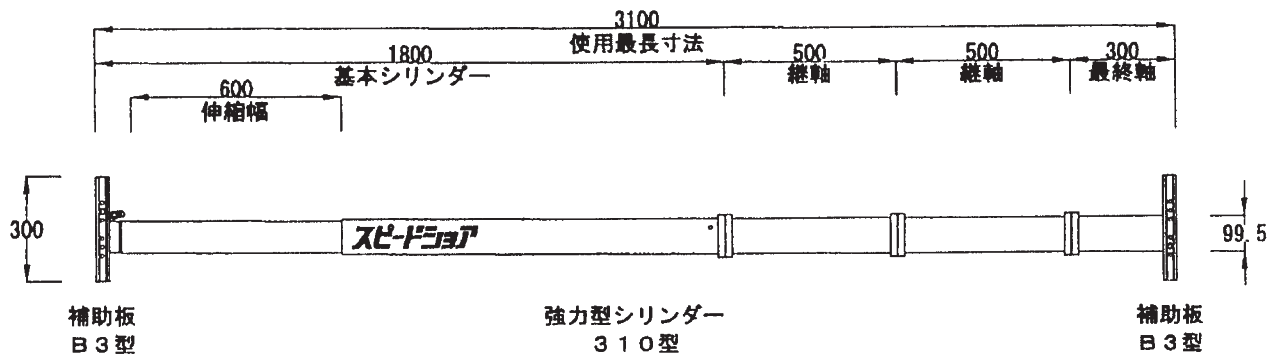 3100
使用最長寸法
1800
基本シリンダー
500
継軸
500
継軸
300
最終軸
600
伸縮幅
300
スピードショア
99.5
補助板
B3型
強力型シリンダー
310型
補助板
B3型